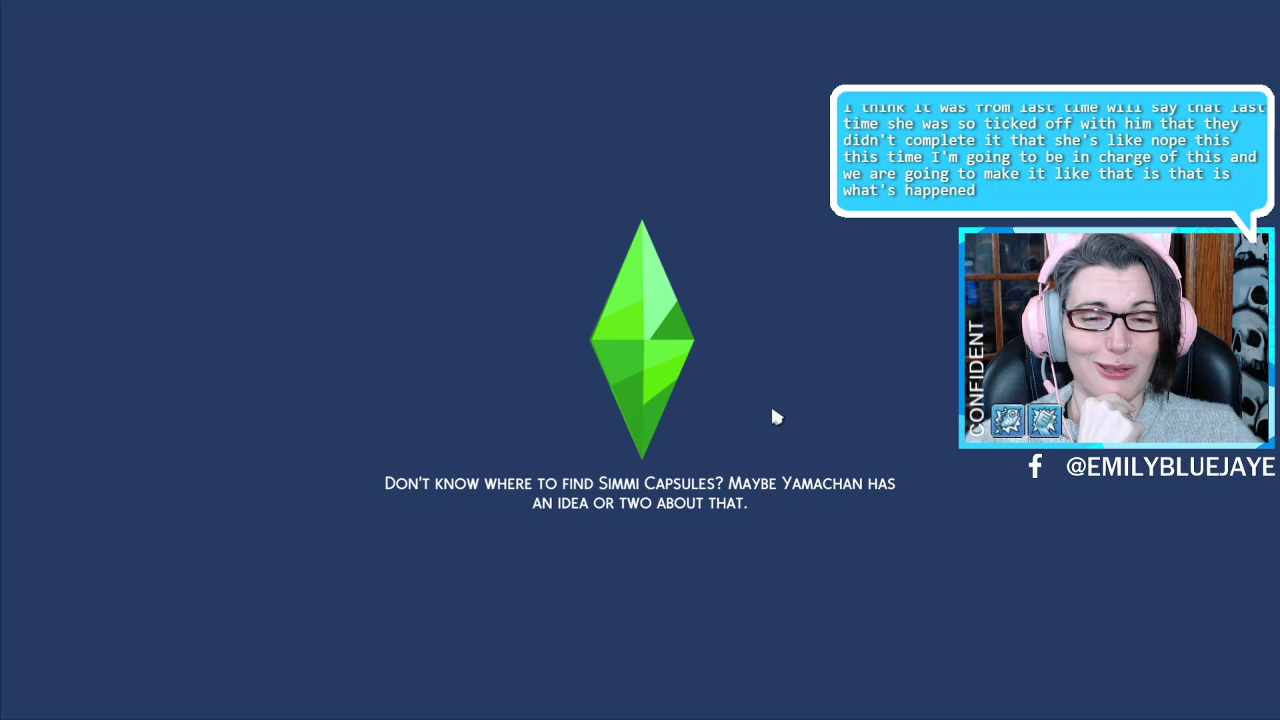 I think it was from last time will say that last
time she was so ticked off with him that they
didn't complete it that she's like nope this
this time I'm going to be in charge of this and
we are going to make it like that is that is
what's happened
CONFIDENT
@EMILYBLUEJAYE
DON'T KNOW WHERE TO FIND SIMMI CAPSULES? MAYBE YAMACHAN HAS
AN IDEA OR TWO ABOUT THAT.